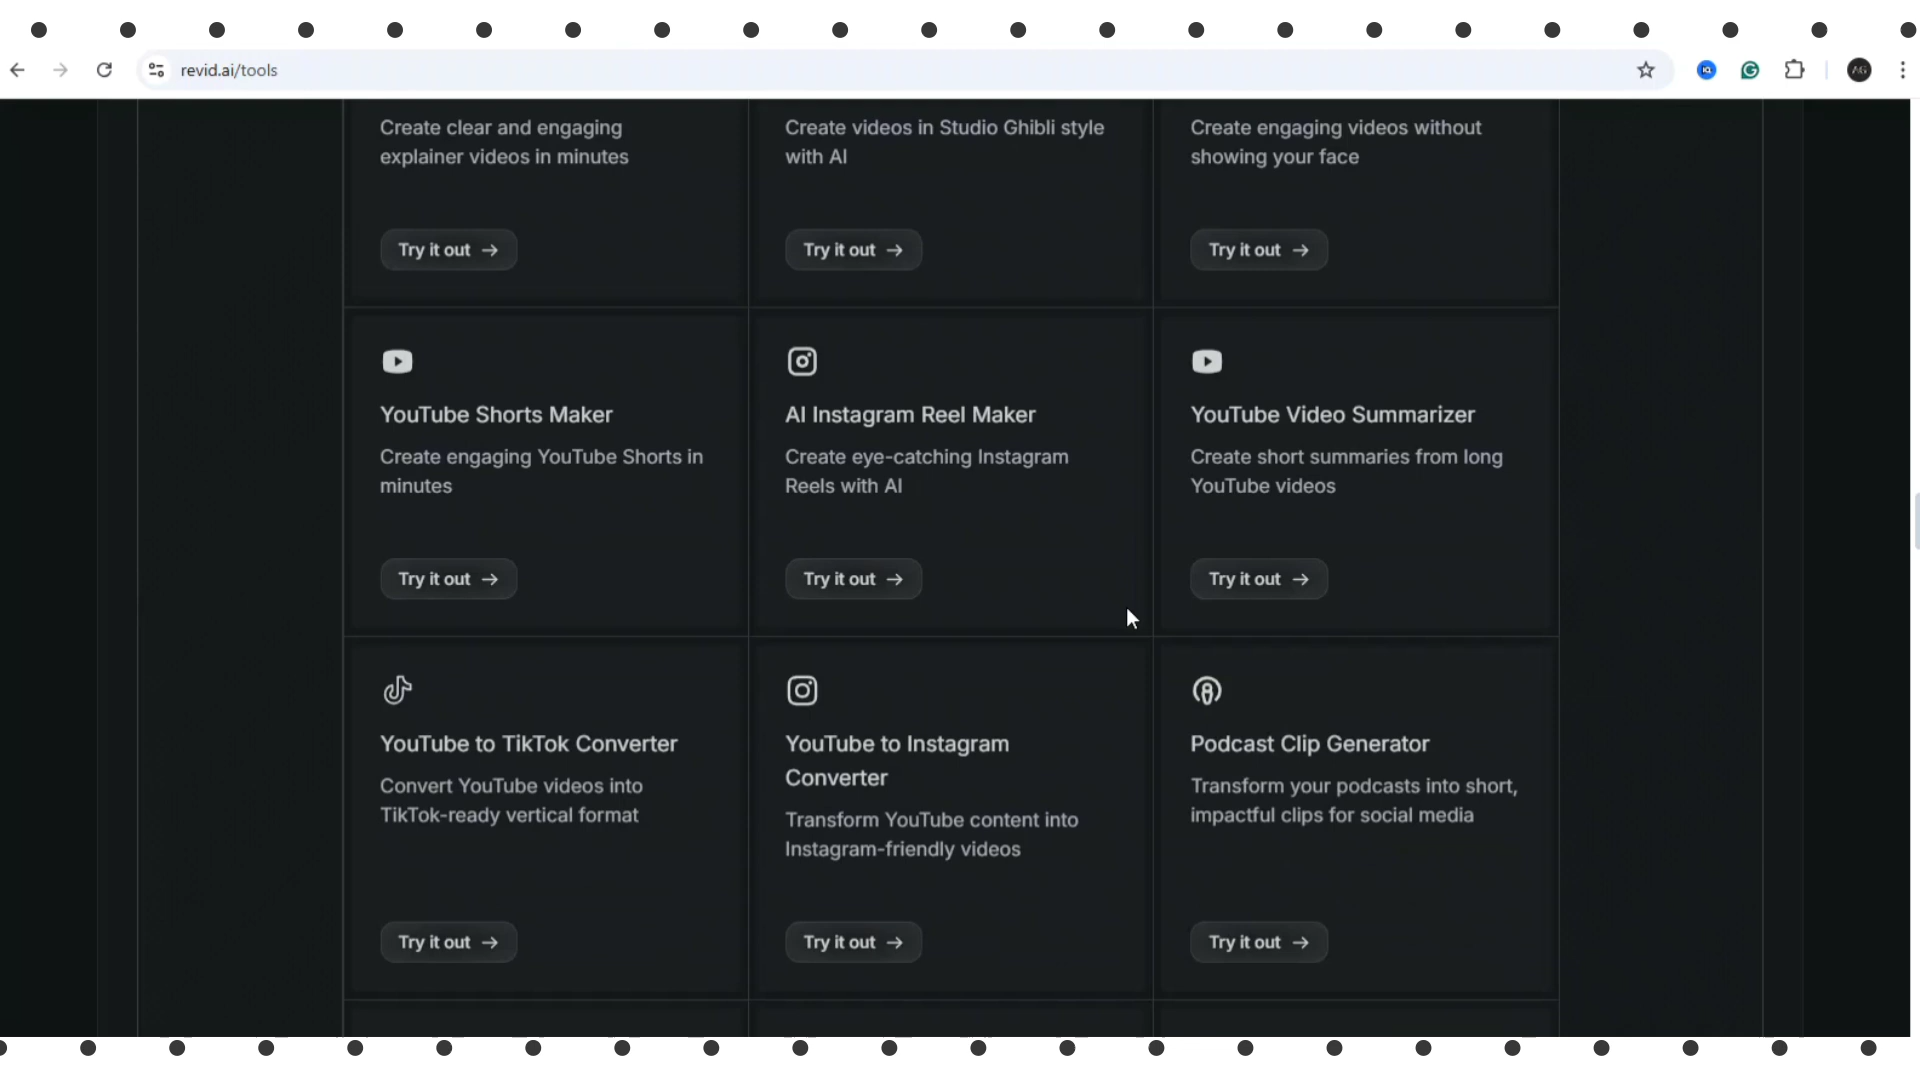 revid.ai/tools
AG
Create clear and engaging
explainer videos in minutes
Try it out →
Create videos in Studio Ghibli style
with AI
Try it out →
Create engaging videos without
showing your face
Try it out →
YouTube Shorts Maker
Create engaging YouTube Shorts in
minutes
Try it out →
AI Instagram Reel Maker
Create eye-catching Instagram
Reels with AI
Try it out →
YouTube Video Summarizer
Create short summaries from long
YouTube videos
Try it out →
YouTube to TikTok Converter
Convert YouTube videos into
TikTok-ready vertical format
Try it out →
YouTube to Instagram
Converter
Transform YouTube content into
Instagram-friendly videos
Try it out →
Podcast Clip Generator
Transform your podcasts into short,
impactful clips for social media
Try it out →